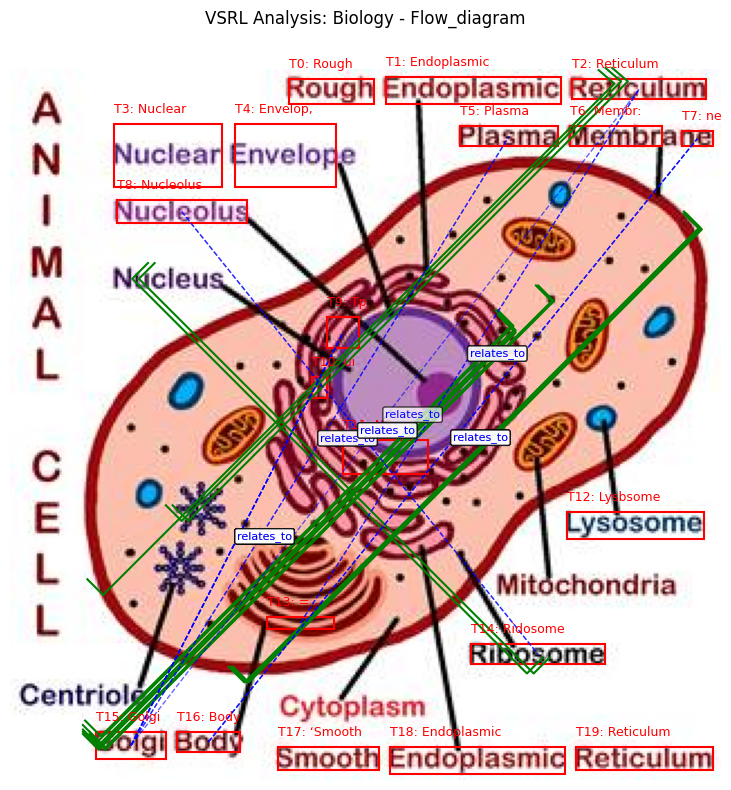 VSRL Analysis: Biology - Flow_diagram
T0: Rough
T1: Endoplasmic
T2: Reticulum
Rough Endoplasmic Reticulum
T3: Nuclear
T4: Envelop,
T5: Plasma
T6: Membr:
T7: ne
Plasma Membrane
Nuclear Envelope
T8: Nucleolus
Nucleolus
Nucleus
ANIMAL
CELL
relates_to
relates_to
relates_to
relates_to
relates_to
relates_to
T12: Lysbsome
Lysosome
Mitochondria
T13: =
T14: Ridosome
Ribosome
Centriole
Cytoplasm
T15: Golgi
T16: Body
Golgi Body
T17: ‘Smooth
T18: Endoplasmic
T19: Reticulum
Smooth Endoplasmic Reticulum